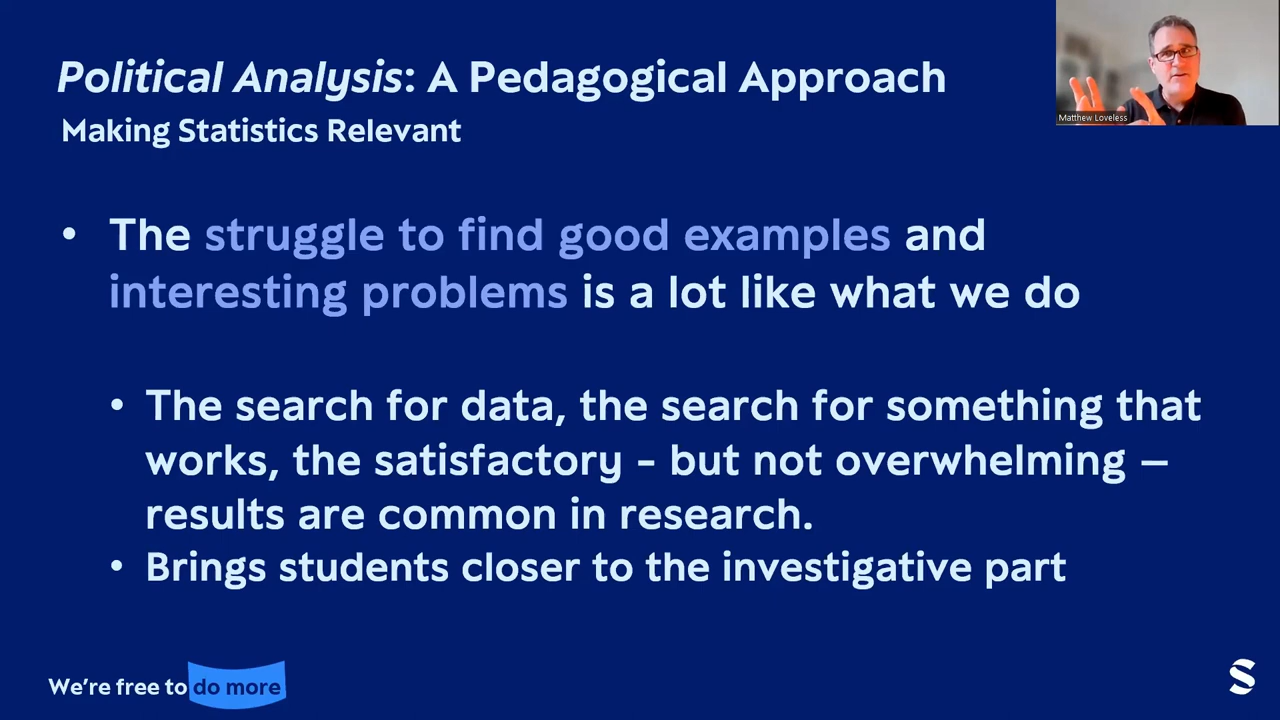 Political Analysis: A Pedagogical Approach
Making Statistics Relevant
Matthew Loveless
• The struggle to find good examples and
interesting problems is a lot like what we do
• The search for data, the search for something that
works, the satisfactory - but not overwhelming –
results are common in research.
• Brings students closer to the investigative part
We're free to do more
S